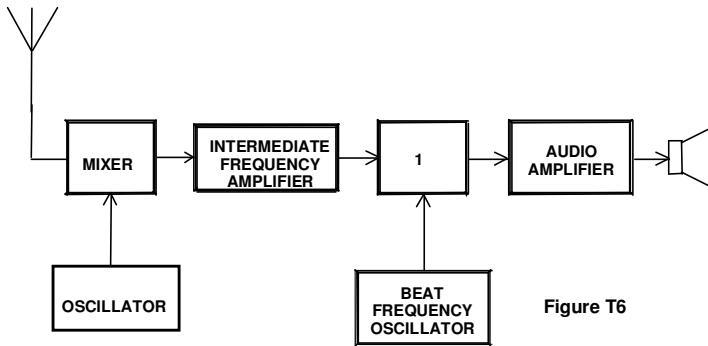 MIXER
INTERMEDIATE
FREQUENCY
AMPLIFIER
1
AUDIO
AMPLIFIER
OSCILLATOR
BEAT
FREQUENCY
OSCILLATOR
Figure T6